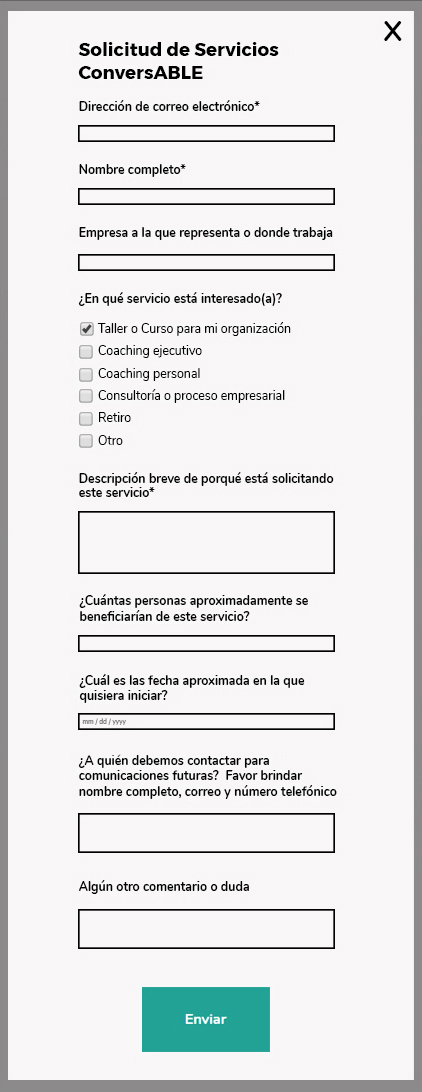 X
Solicitud de Servicios
ConversABLE
Dirección de correo electrónico*
Nombre completo*
Empresa a la que representa o donde trabaja
¿En qué servicio está interesado(a)?
Taller o Curso para mi organización
Coaching ejecutivo
Coaching personal
Consultoría o proceso empresarial
Retiro
Otro
Descripción breve de porqué está solicitando
este servicio*
¿Cuántas personas aproximadamente se
beneficiarían de este servicio?
¿Cuál es las fecha aproximada en la que
quisiera iniciar?
mm / dd / yyyy
¿A quién debemos contactar para
comunicaciones futuras?  Favor brindar
nombre completo, correo y número telefónico
Algún otro comentario o duda
Enviar